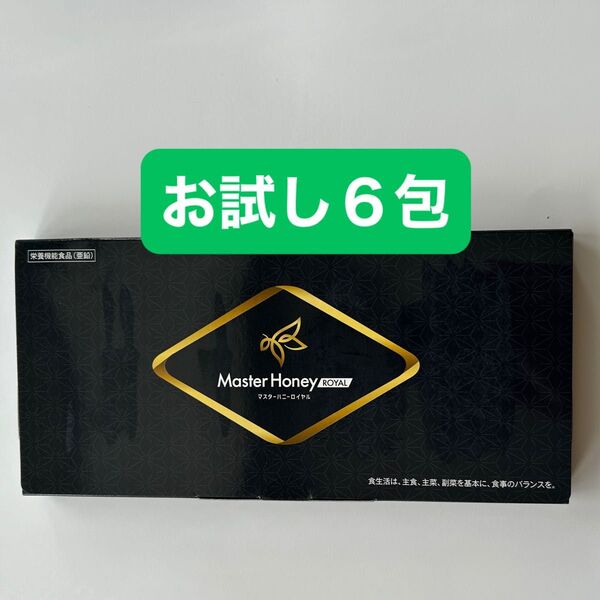 お試し６包
栄養機能食品(亜鉛)
Master Honey ROYAL
マスターハニーロイヤル
食生活は、主食、主菜、副菜を基本に、食事のバランスを。